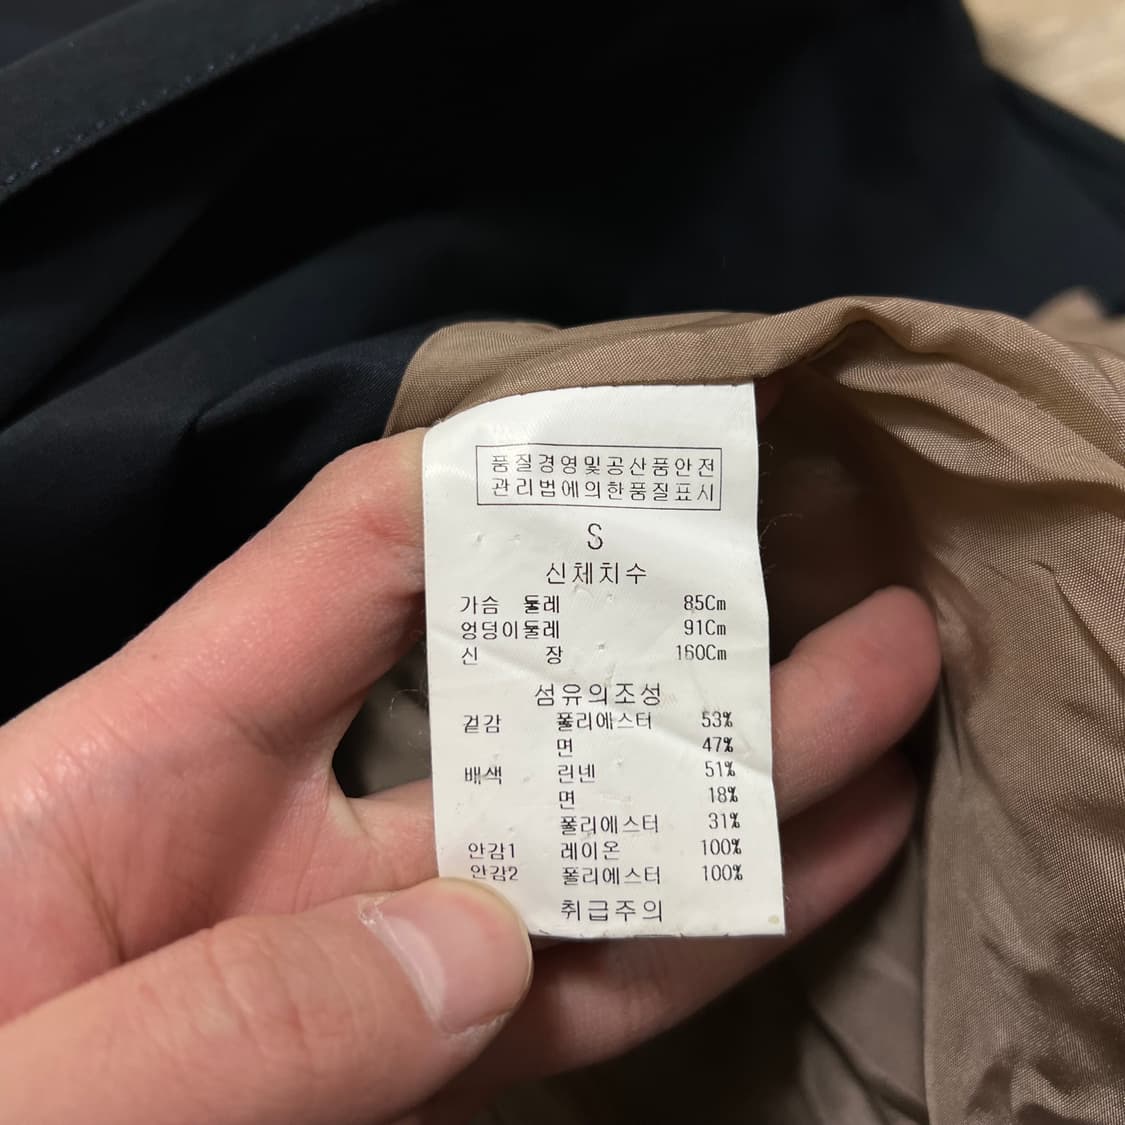 품질경영및공산품안전
관리법에의한품질표시
S
신체치수
가슴 둘레 85Cm
엉덩이둘레 91Cm
신 장 160Cm
섬유의조성
겉감 폴리에스터 53%
면 47%
배색 린넨 51%
면 18%
폴리에스터 31%
안감1 레이온 100%
안감2 폴리에스터 100%
취급주의